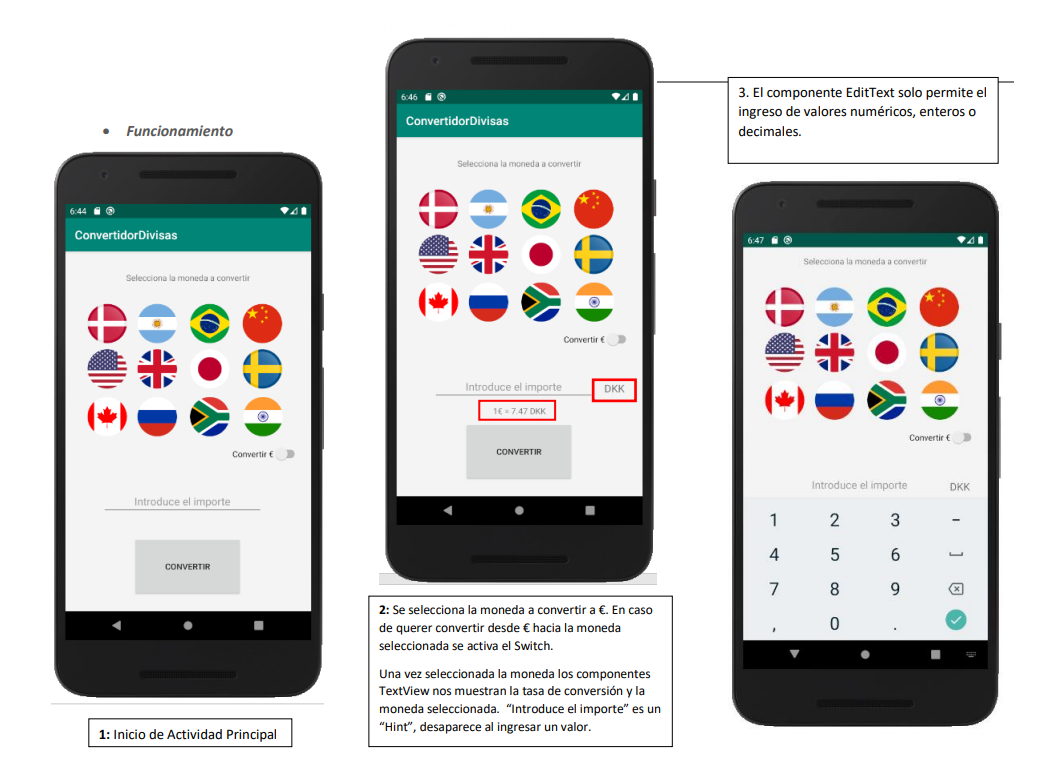 • Funcionamiento
6:44
ConvertidorDivisas
Selecciona la moneda a convertir
Convertir €
Introduce el importe
CONVERTIR
1: Inicio de Actividad Principal
6:46
ConvertidorDivisas
Selecciona la moneda a convertir
Convertir €
Introduce el importe DKK
1€ = 7.47 DKK
CONVERTIR
2: Se selecciona la moneda a convertir a €. En caso
de querer convertir desde € hacia la moneda
seleccionada se activa el Switch.
Una vez seleccionada la moneda los componentes
TextView nos muestran la tasa de conversión y la
moneda seleccionada. “Introduce el importe” es un
“Hint”, desaparece al ingresar un valor.
3. El componente EditText solo permite el
ingreso de valores numéricos, enteros o
decimales.
6:47
Selecciona la moneda a convertir
Convertir €
Introduce el importe DKK
1 2 3 -
4 5 6
7 8 9
, 0 .